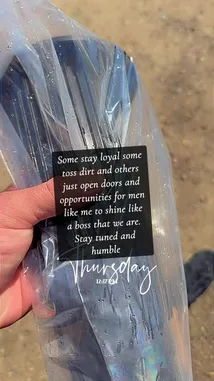 Some stay loyal some
toss dirt and others
just open doors and
opportunities for men
like me to shine like
a boss that we are.
Stay tuned and
humble
Thursday